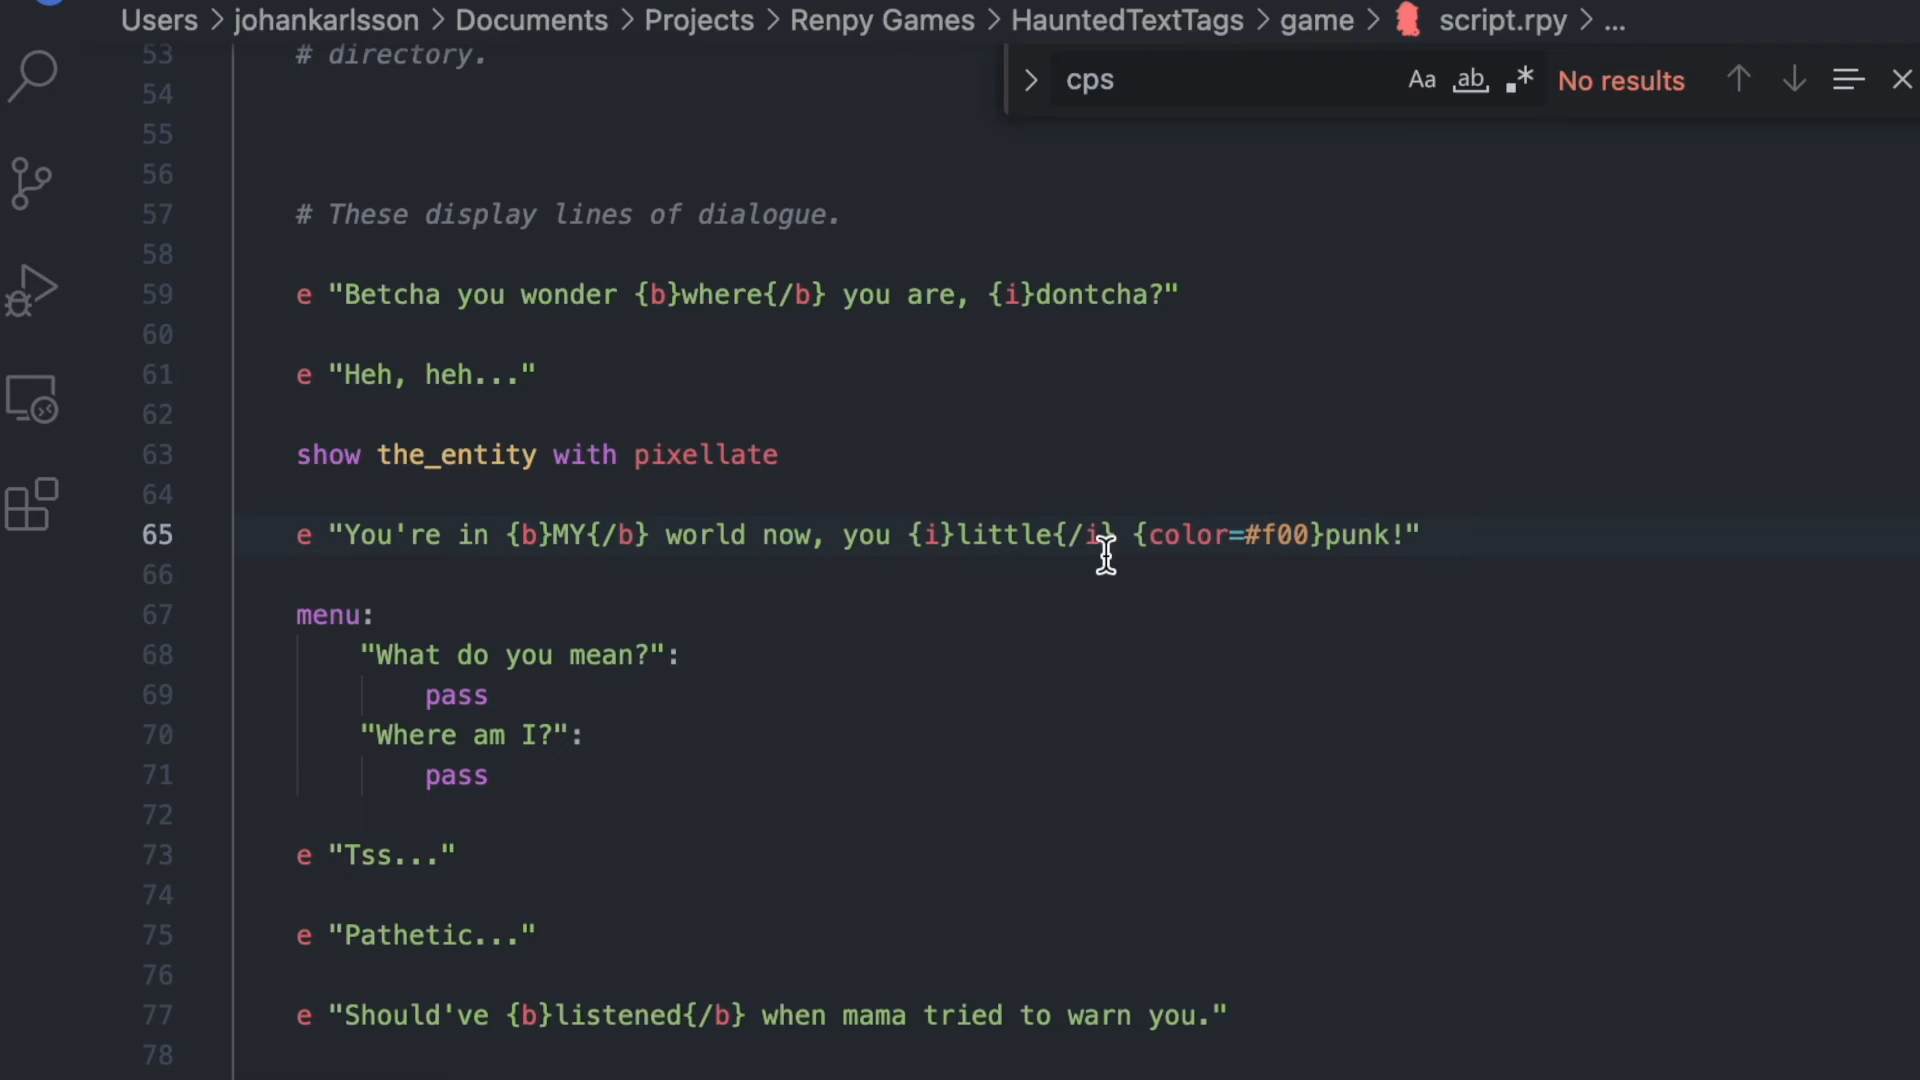 Users > johankarlsson > Documents > Projects > Renpy Games > HauntedTextTags > game > script.rpy > ...
cps
Aa ab No results
53 # directory.
54
55
56
57 # These display lines of dialogue.
58
59 e "Betcha you wonder {b}where{/b} you are, {i}dontcha?"
60
61 e "Heh, heh..."
62
63 show the_entity with pixellate
64
65 e "You're in {b}MY{/b} world now, you {i}little{/i} {color=#f00}punk!"
66
67 menu:
68 "What do you mean?":
69 pass
70 "Where am I?":
71 pass
72
73 e "Tss..."
74
75 e "Pathetic..."
76
77 e "Should've {b}listened{/b} when mama tried to warn you."
78